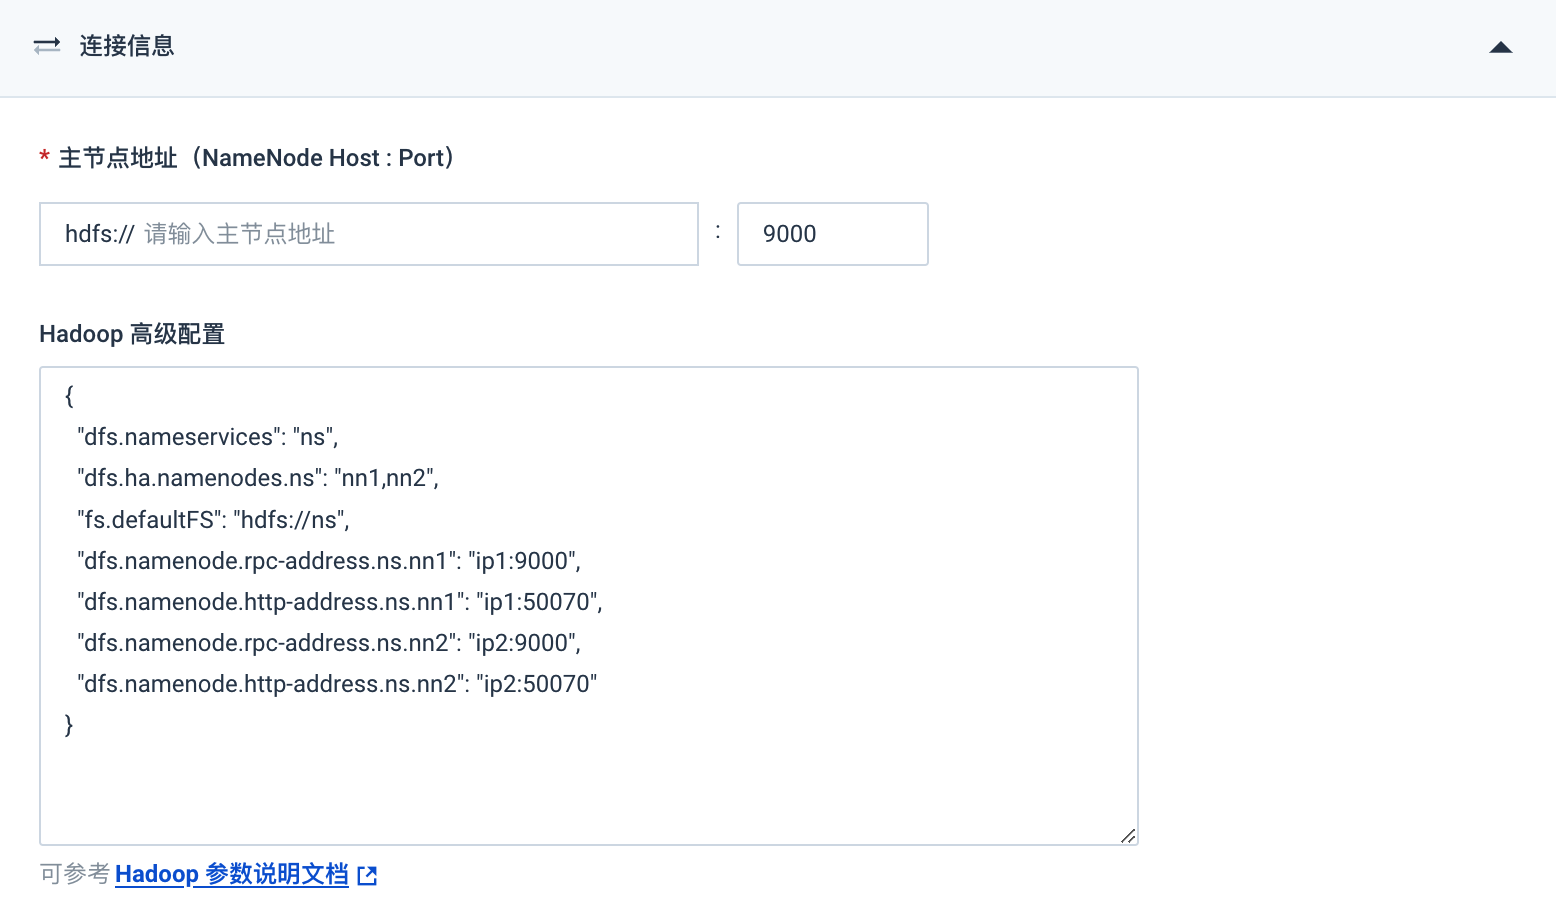 连接信息
* 主节点地址（NameNode Host : Port）
hdfs:// 请输入主节点地址 : 9000
Hadoop 高级配置
{
"dfs.nameservices": "ns",
"dfs.ha.namenodes.ns": "nn1,nn2",
"fs.defaultFS": "hdfs://ns",
"dfs.namenode.rpc-address.ns.nn1": "ip1:9000",
"dfs.namenode.http-address.ns.nn1": "ip1:50070",
"dfs.namenode.rpc-address.ns.nn2": "ip2:9000",
"dfs.namenode.http-address.ns.nn2": "ip2:50070"
}
可参考 Hadoop 参数说明文档